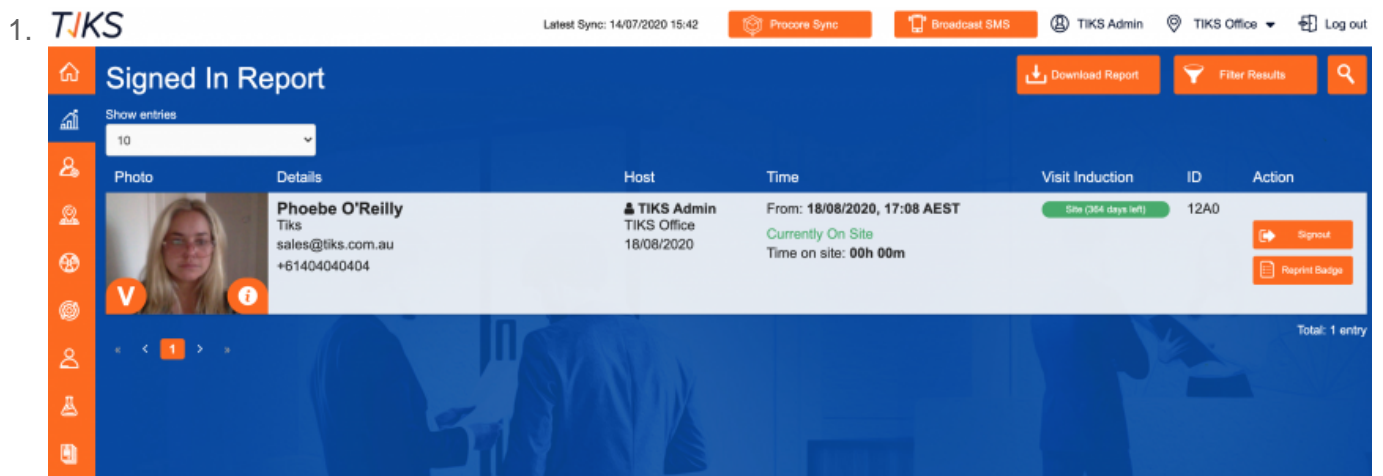 1.
TIKS
Latest Sync: 14/07/2020 15:42
Procore Sync
Broadcast SMS
TIKS Admin
TIKS Office
Log out
Signed In Report
Download Report
Filter Results
Show entries
10
Photo Details Host Time Visit Induction ID Action
Phoebe O'Reilly
Tiks
sales@tiks.com.au
+61404040404
V
i
TIKS Admin
TIKS Office
18/08/2020
From: 18/08/2020, 17:08 AEST
Currently On Site
Time on site: 00h 00m
Site (364 days left)
12A0
Signout
Reprint Badge
« < 1 > »
Total: 1 entry